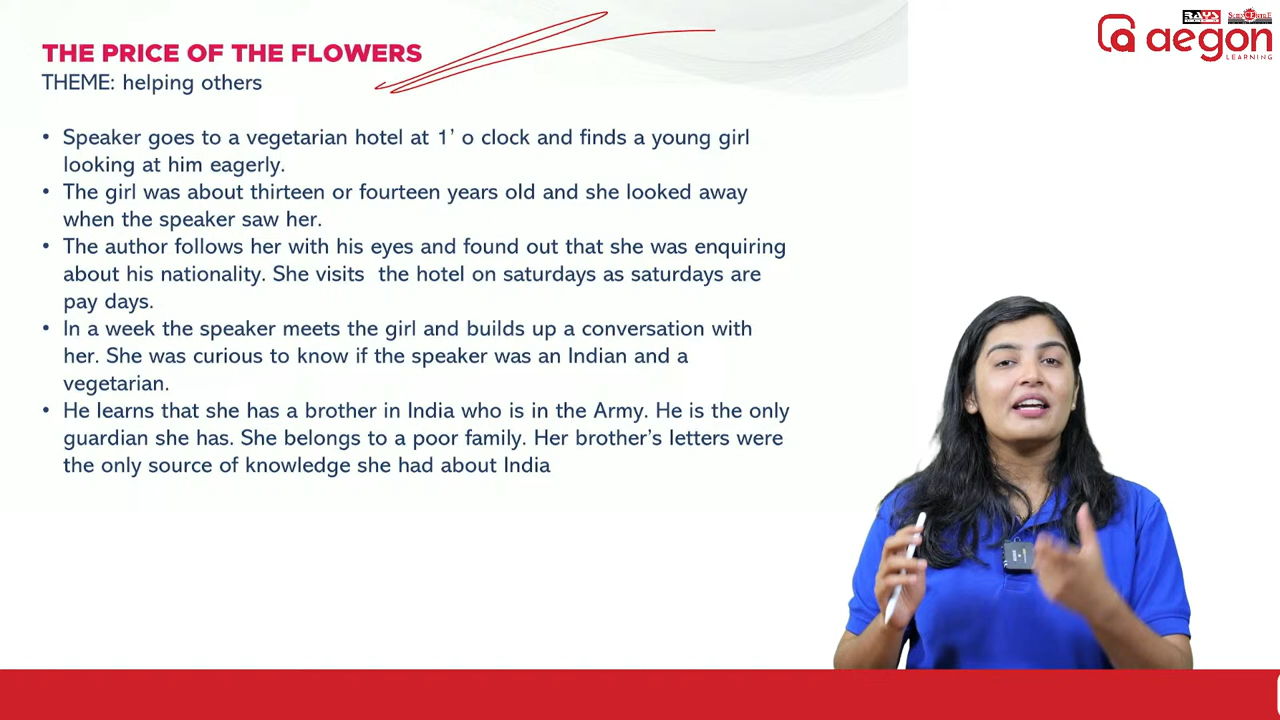 RAYS
aegon
LEARNING
THE PRICE OF THE FLOWERS
THEME: helping others
• Speaker goes to a vegetarian hotel at 1' o clock and finds a young girl
looking at him eagerly.
• The girl was about thirteen or fourteen years old and she looked away
when the speaker saw her.
• The author follows her with his eyes and found out that she was enquiring
about his nationality. She visits the hotel on saturdays as saturdays are
pay days.
• In a week the speaker meets the girl and builds up a conversation with
her. She was curious to know if the speaker was an Indian and a
vegetarian.
• He learns that she has a brother in India who is in the Army. He is the only
guardian she has. She belongs to a poor family. Her brother's letters were
the only source of knowledge she had about India